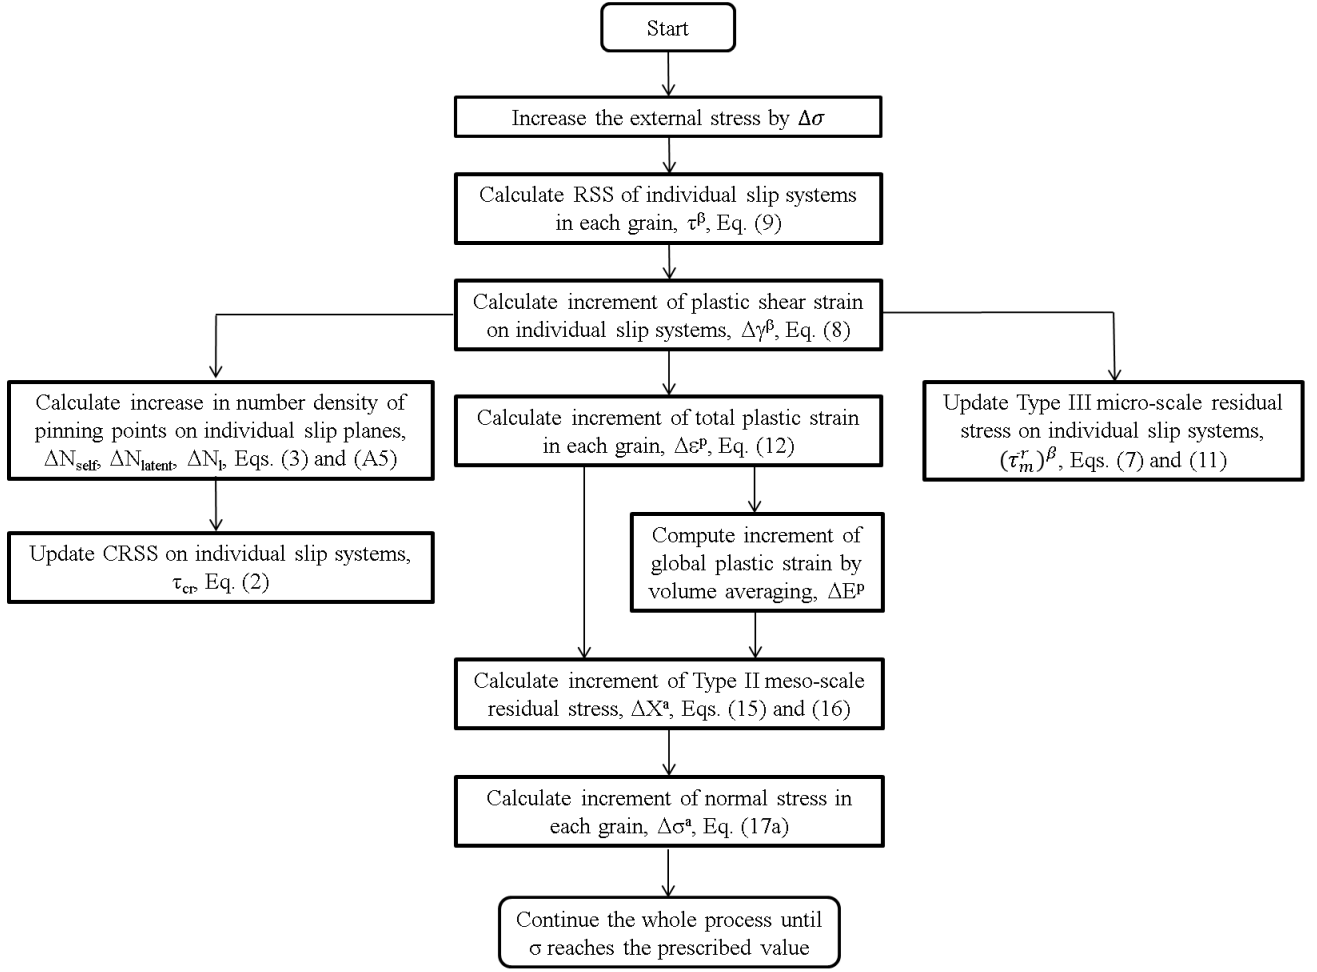 Start
Increase the external stress by Δσ
Calculate RSS of individual slip systems
in each grain, τᵝ, Eq. (9)
Calculate increment of plastic shear strain
on individual slip systems, Δγᵝ, Eq. (8)
Calculate increase in number density of
pinning points on individual slip planes,
ΔN_self, ΔN_latent, ΔN_l, Eqs. (3) and (A5)
Update CRSS on individual slip systems,
τ_cr, Eq. (2)
Calculate increment of total plastic strain
in each grain, Δεᵖ, Eq. (12)
Update Type III micro-scale residual
stress on individual slip systems,
(τ_m^r)^β, Eqs. (7) and (11)
Compute increment of
global plastic strain by
volume averaging, ΔEᵖ
Calculate increment of Type II meso-scale
residual stress, ΔXᵃ, Eqs. (15) and (16)
Calculate increment of normal stress in
each grain, Δσᵃ, Eq. (17a)
Continue the whole process until
σ reaches the prescribed value